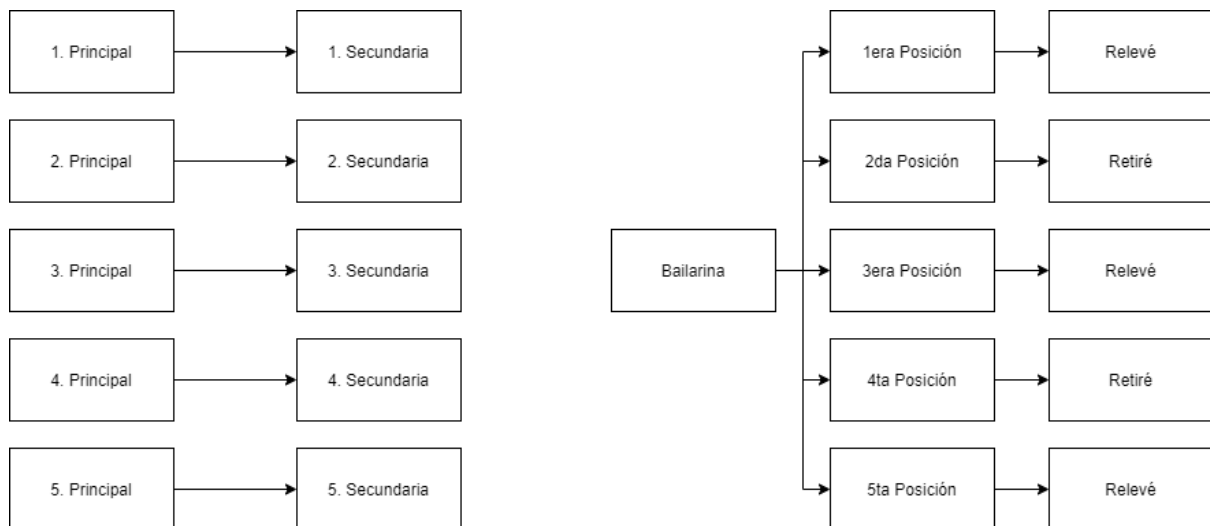 1. Principal
1. Secundaria
2. Principal
2. Secundaria
3. Principal
3. Secundaria
4. Principal
4. Secundaria
5. Principal
5. Secundaria
Bailarina
1era Posición
Relevé
2da Posición
Retiré
3era Posición
Relevé
4ta Posición
Retiré
5ta Posición
Relevé